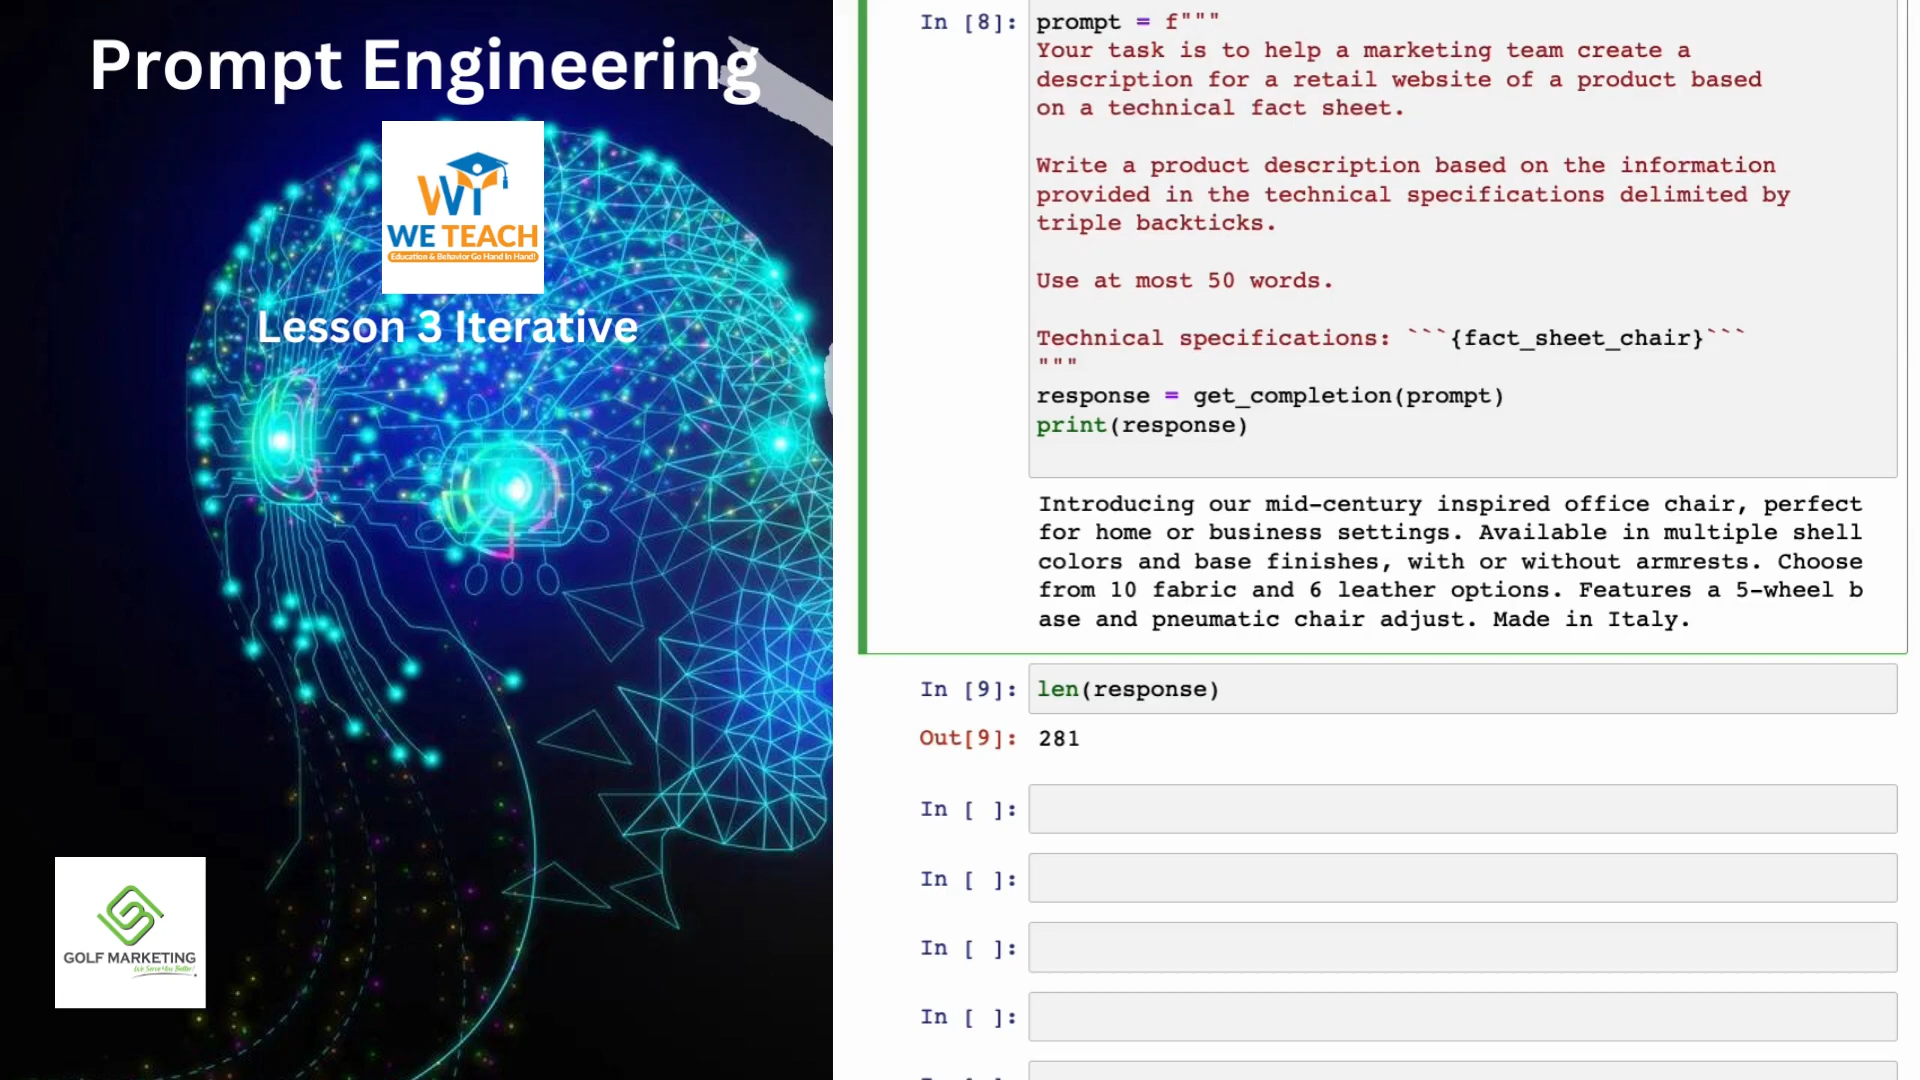 Prompt Engineering
WT
WE TEACH
Education & Behavior Go Hand In Hand!
Lesson 3 Iterative
GOLF MARKETING
We Serve You Better!
In [8]: prompt = f"""
Your task is to help a marketing team create a
description for a retail website of a product based
on a technical fact sheet.
Write a product description based on the information
provided in the technical specifications delimited by
triple backticks.
Use at most 50 words.
Technical specifications: ```{fact_sheet_chair}```
"""
response = get_completion(prompt)
print(response)
Introducing our mid-century inspired office chair, perfect
for home or business settings. Available in multiple shell
colors and base finishes, with or without armrests. Choose
from 10 fabric and 6 leather options. Features a 5-wheel b
ase and pneumatic chair adjust. Made in Italy.
In [9]: len(response)
Out[9]: 281
In [ ]:
In [ ]:
In [ ]:
In [ ]: